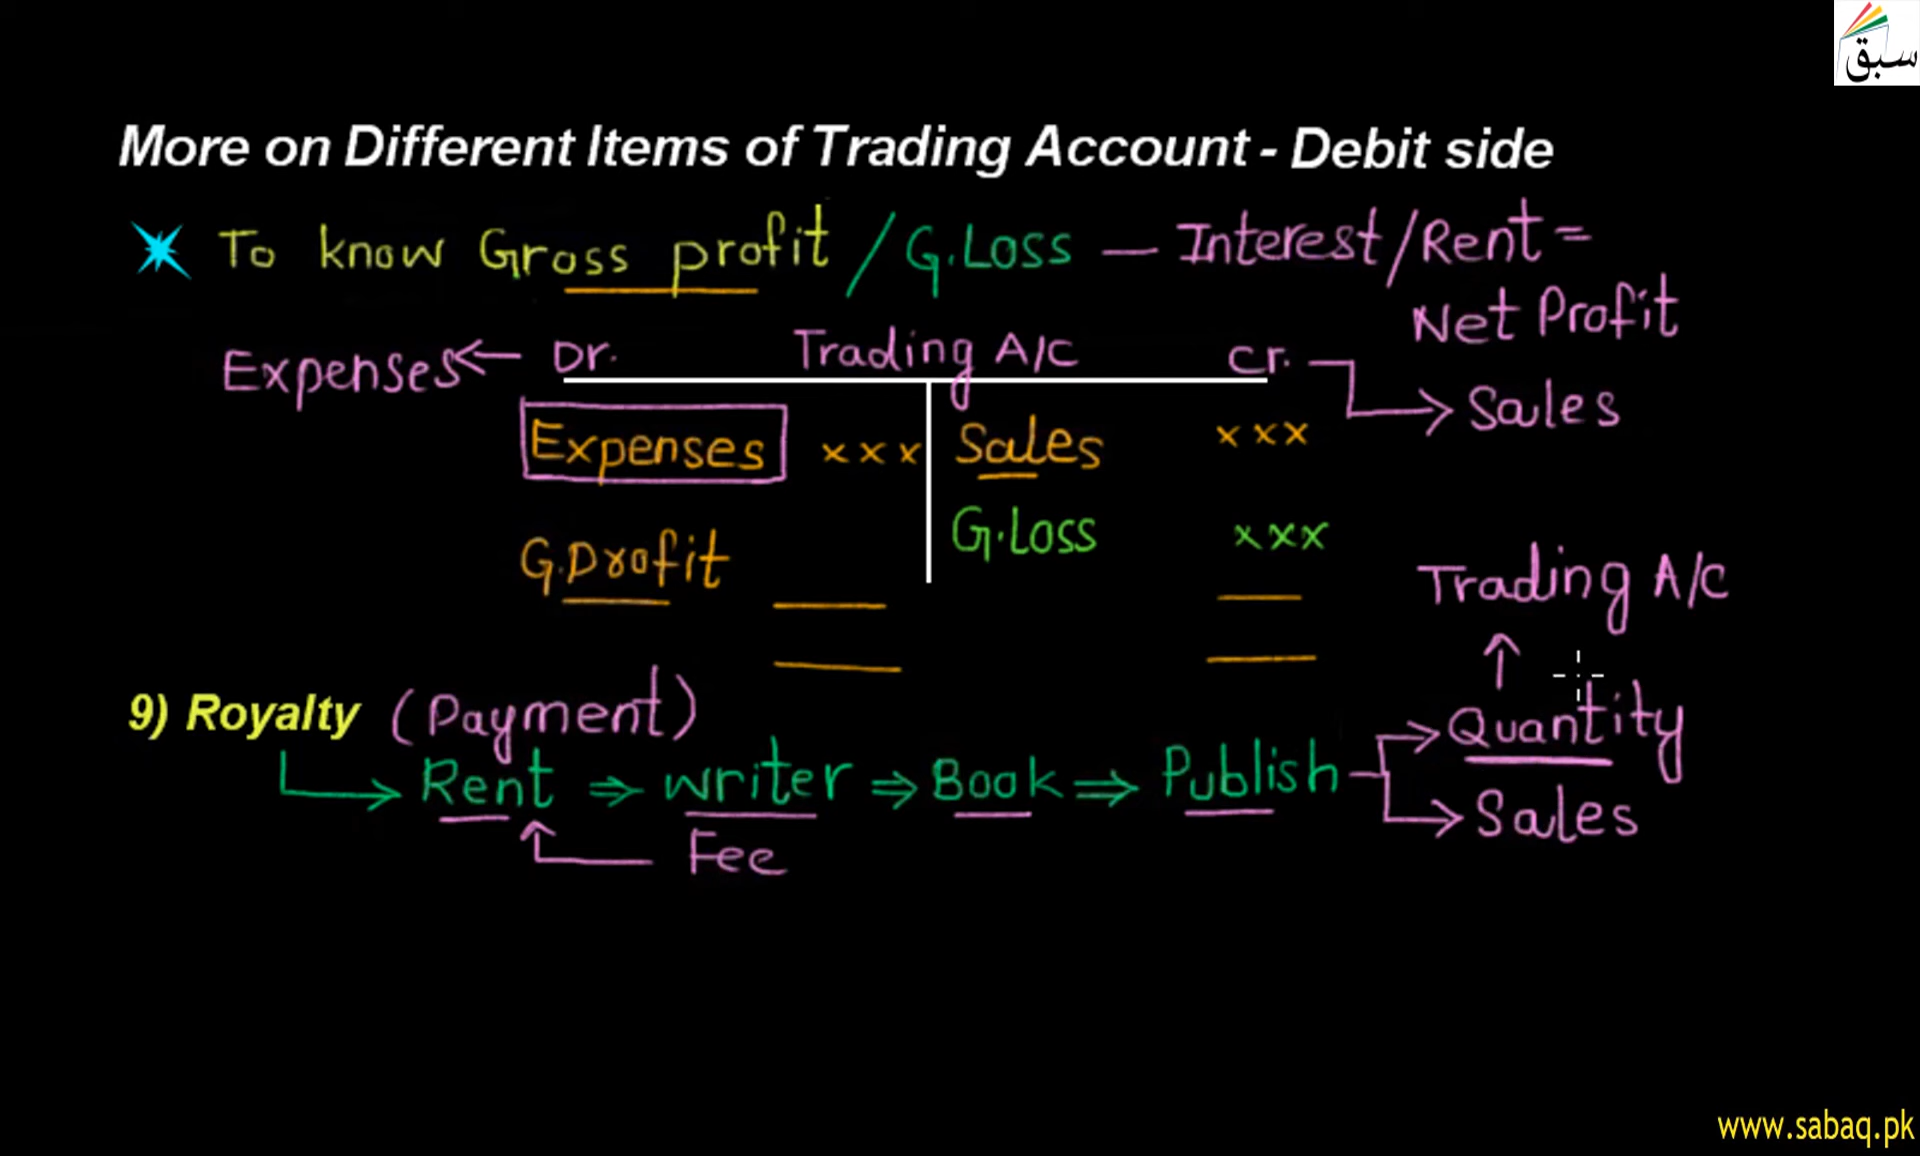 سبق
More on Different Items of Trading Account - Debit side
To know Gross profit / G.Loss — Interest/Rent =
Net Profit
Expenses ← Dr. Trading A/C Cr. → Sales
Expenses xxx Sales xxx
G.Profit G.Loss xxx
Trading A/C
↑
9) Royalty (Payment) → Quantity
→ Rent ⇒ writer ⇒ Book ⇒ Publish → Sales
Fee
www.sabaq.pk